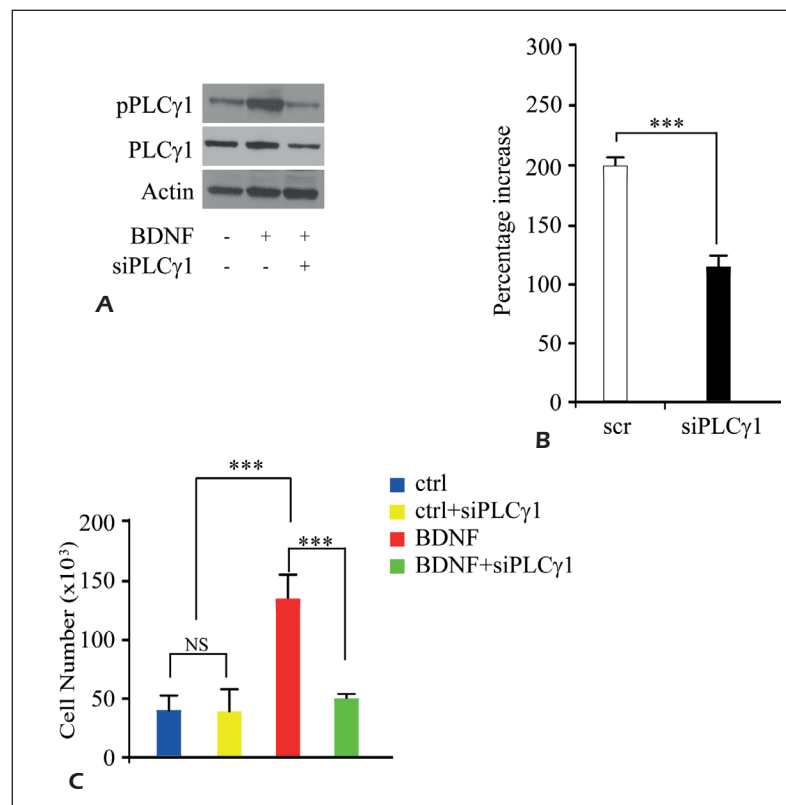 pPLCγ1
PLCγ1
Actin
BDNF - + +
siPLCγ1 - - +
A
Percentage increase
300
250
200
150
100
50
0
***
scr siPLCγ1
B
ctrl
ctrl+siPLCγ1
BDNF
BDNF+siPLCγ1
Cell Number (x10³)
200
150
100
50
0
***
***
NS
C